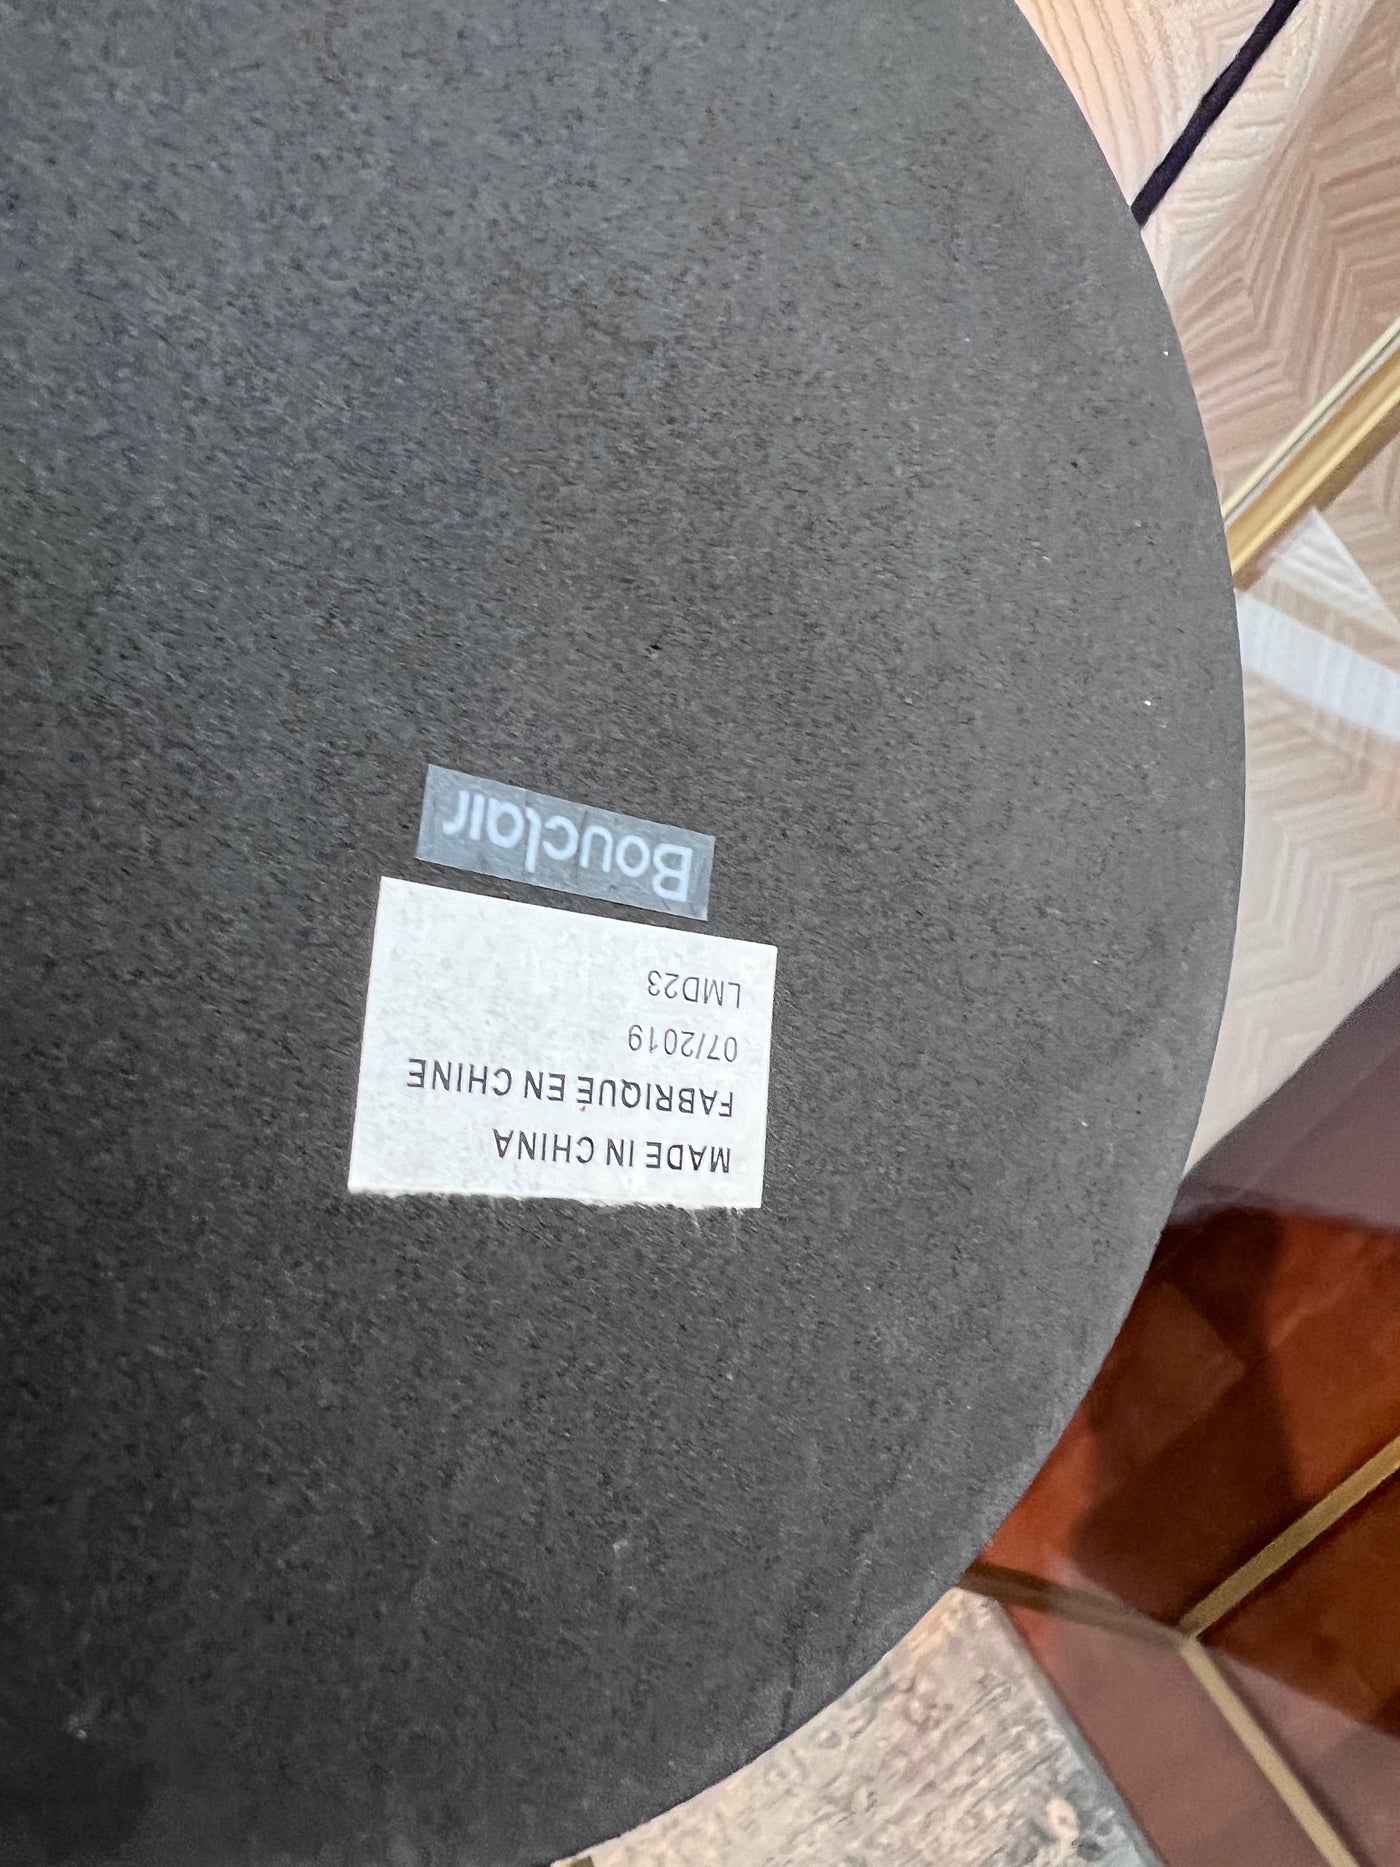 MADE IN CHINA
FABRIQUÉ EN CHINE
07/2019
LMD23
Bouclair